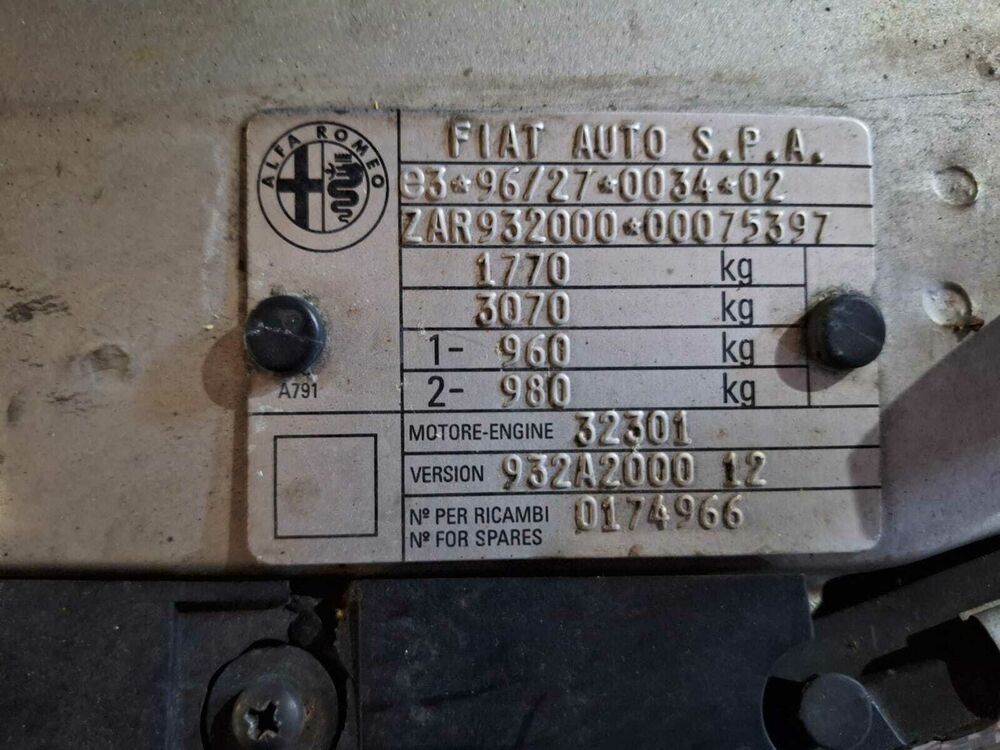 ALFA ROMEO
FIAT AUTO S.P.A.
e3*96/27*0034*02
ZAR932000*00075397
1770 kg
3070 kg
1- 960 kg
2- 980 kg
A791
MOTORE-ENGINE 32301
VERSION 932A2000 12
Nº PER RICAMBI 0174966
Nº FOR SPARES